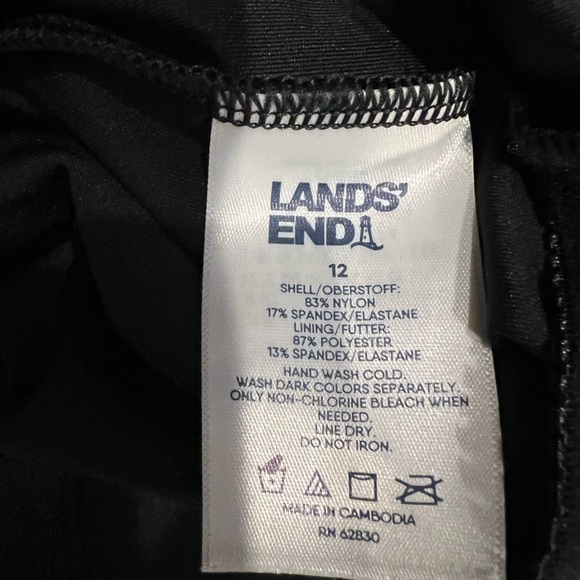 LANDS'
END
12
SHELL/OBERSTOFF:
83% NYLON
17% SPANDEX/ELASTANE
LINING/FUTTER:
87% POLYESTER
13% SPANDEX/ELASTANE
HAND WASH COLD.
WASH DARK COLORS SEPARATELY.
ONLY NON-CHLORINE BLEACH WHEN
NEEDED.
LINE DRY.
DO NOT IRON.
MADE IN CAMBODIA
RN 62830